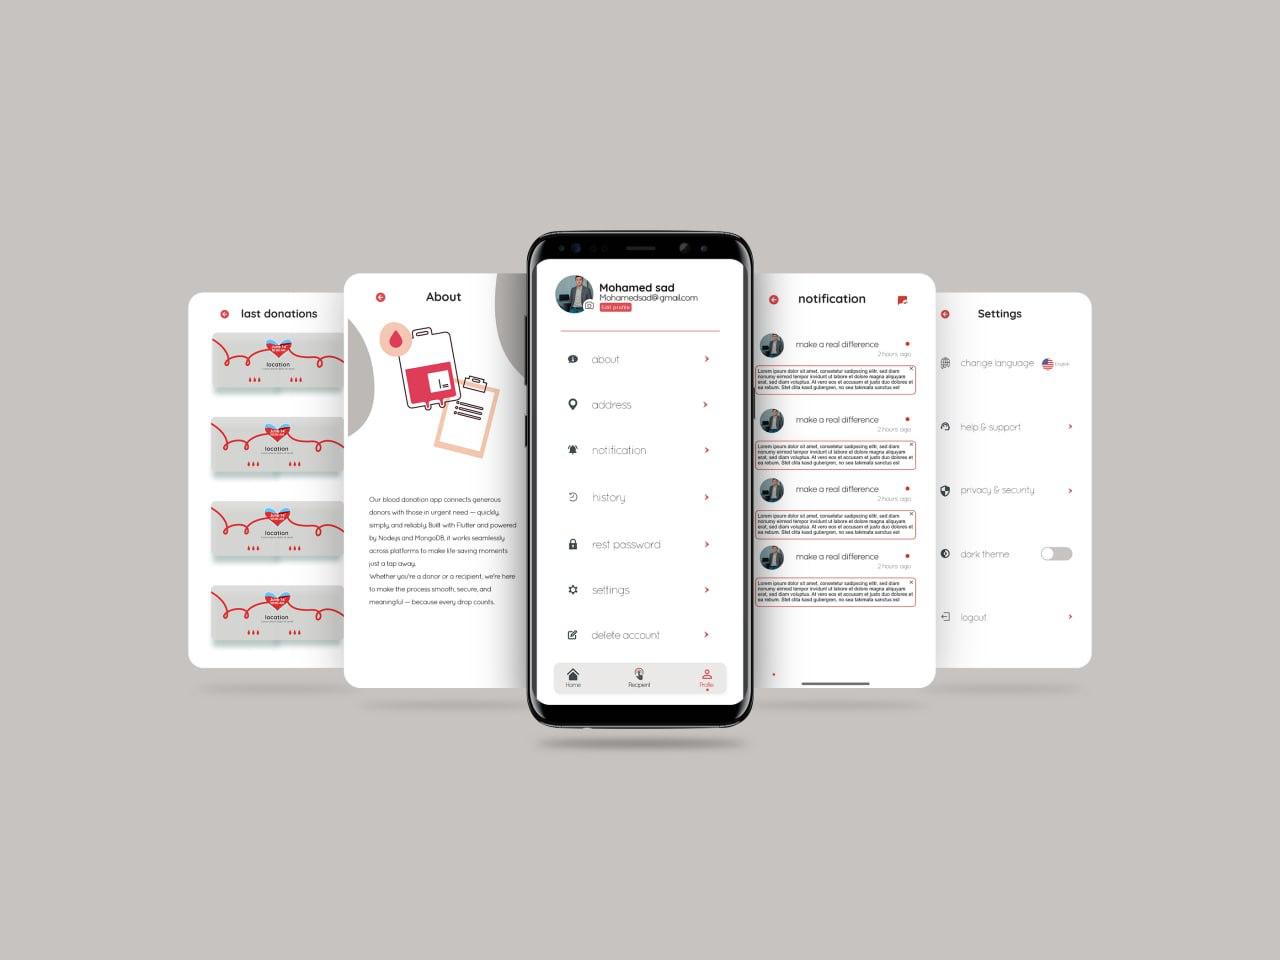 last donations
location
location
location
location
About
Our blood donation app connects generous
donors with those in urgent need — quickly,
simply, and reliably. Built with Flutter and powered
by Nodejs and MongoDB, it works seamlessly
across platforms to make life-saving moments
just a tap away.
Whether you're a donor or a recipient, we're here
to make the process smooth, secure, and
meaningful — because every drop counts.
Mohamed sad
Mohamedsad@gmail.com
Edit profile
about
address
notification
history
rest password
settings
delete account
Home
Recipient
Profile
notification
make a real difference
2 hours ago
Lorem ipsum dolor sit amet, consetetur sadipscing elitr, sed diam
nonumy eirmod tempor invidunt ut labore et dolore magna aliquyam
erat, sed diam voluptua. At vero eos et accusam et justo duo dolores et
ea rebum. Stet clita kasd gubergren, no sea takimata sanctus est
make a real difference
2 hours ago
Lorem ipsum dolor sit amet, consetetur sadipscing elitr, sed diam
nonumy eirmod tempor invidunt ut labore et dolore magna aliquyam
erat, sed diam voluptua. At vero eos et accusam et justo duo dolores et
ea rebum. Stet clita kasd gubergren, no sea takimata sanctus est
make a real difference
2 hours ago
Lorem ipsum dolor sit amet, consetetur sadipscing elitr, sed diam
nonumy eirmod tempor invidunt ut labore et dolore magna aliquyam
erat, sed diam voluptua. At vero eos et accusam et justo duo dolores et
ea rebum. Stet clita kasd gubergren, no sea takimata sanctus est
make a real difference
2 hours ago
Lorem ipsum dolor sit amet, consetetur sadipscing elitr, sed diam
nonumy eirmod tempor invidunt ut labore et dolore magna aliquyam
erat, sed diam voluptua. At vero eos et accusam et justo duo dolores et
ea rebum. Stet clita kasd gubergren, no sea takimata sanctus est
Settings
change language
English
help & support
privacy & security
dark theme
logout